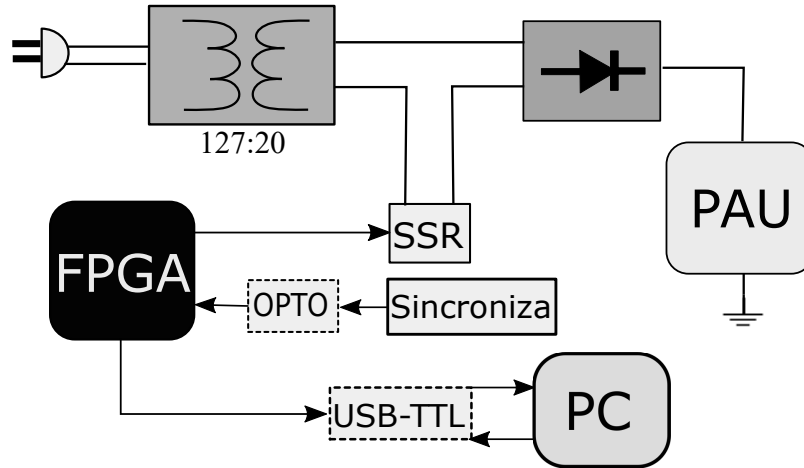 127:20
PAU
SSR
FPGA
OPTO
Sincroniza
USB-TTL
PC